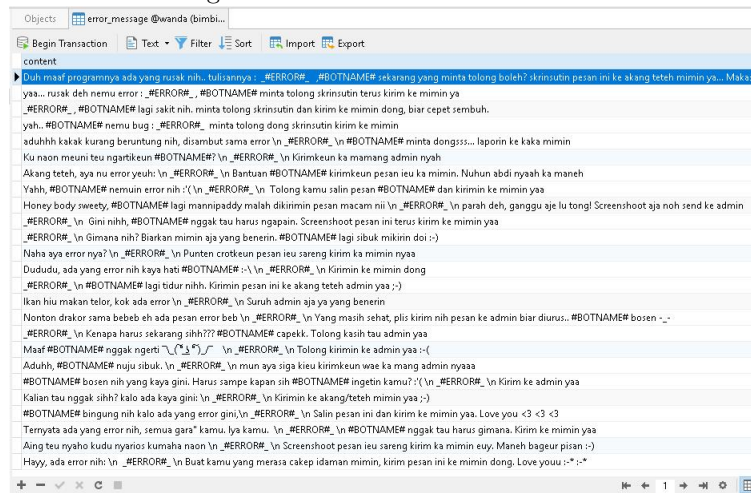 Objects error_message @wanda (bimbi...
Begin Transaction Text Filter Sort Import Export
content
Duh maaf programnya ada yang rusak nih.. tulisannya : _#ERROR#_ ,#BOTNAME# sekarang yang minta tolong boleh? skrinsutin pesan ini ke akang teteh mimin ya... Makas
yaa... rusak deh nemu error : _#ERROR#_ , #BOTNAME# minta tolong skrinsutin terus kirim ke mimin ya
_#ERROR#_ , #BOTNAME# lagi sakit nih. minta tolong skrinsutin dan kirim ke mimin dong, biar cepet sembuh.
yah.. #BOTNAME# nemu bug : _#ERROR#_ minta tolong dong skrinsutin kirim ke mimin
aduhhh kakak kurang beruntung nih, disambut sama error \n _#ERROR#_ \n #BOTNAME# minta dongsss... laporin ke kaka mimin
Ku naon meuni teu ngartikeun #BOTNAME#? \n _#ERROR#_ \n Kirimkeun ka mamang admin nyah
Akang teteh, aya nu error yeuh: \n _#ERROR#_ \n Bantuan #BOTNAME# kirimkeun pesan ieu ka mimin. Nuhun abdi nyaah ka maneh
Yahh, #BOTNAME# nemuin error nih :'( \n _#ERROR#_ \n Tolong kamu salin pesan #BOTNAME# dan kirimin ke mimin yaa
Honey body sweety, #BOTNAME# lagi mannipaddy malah dikirimin pesan macam nii \n _#ERROR#_ \n parah deh, ganggu aje lu tong! Screenshoot aja noh send ke admin
_#ERROR#_ \n Gini nihh, #BOTNAME# nggak tau harus ngapain. Screenshoot pesan ini terus kirim ke mimin yaa
_#ERROR#_ \n Gimana nih? Biarkan mimin aja yang benerin. #BOTNAME# lagi sibuk mikirin doi :-)
Naha aya error nya? \n _#ERROR#_ \n Punten crotkeun pesan ieu sareng kirim ka mimin nyaa
Dududu, ada yang error nih kaya hati #BOTNAME# :-\ \n _#ERROR#_ \n Kirimin ke mimin dong
_#ERROR#_ \n #BOTNAME# lagi tidur nihh. Kirimin pesan ini ke akang teteh admin yaa ;-)
Ikan hiu makan telor, kok ada error \n _#ERROR#_ \n Suruh admin aja ya yang benerin
Nonton drakor sama bebeb eh ada pesan error beb \n _#ERROR#_ \n Yang masih sehat, plis kirim nih pesan ke admin biar diurus.. #BOTNAME# bosen -_-
_#ERROR#_ \n Kenapa harus sekarang sihh??? #BOTNAME# capekk. Tolong kasih tau admin yaa
Maaf #BOTNAME# nggak ngerti ¯\_( ͡° ͜ʖ ͡°)_/¯ \n _#ERROR#_ \n Tolong kirimin ke admin yaa :-(
Aduhh, #BOTNAME# nuju sibuk. \n _#ERROR#_ \n mun aya siga kieu kirimkeun wae ka mang admin nyaaa
#BOTNAME# bosen nih yang kaya gini. Harus sampe kapan sih #BOTNAME# ingetin kamu? :'( \n _#ERROR#_ \n Kirim ke admin yaa
Kalian tau nggak sihh? kalo ada kaya gini: \n _#ERROR#_ \n Kirimin ke akang/teteh mimin yaa ;-)
#BOTNAME# bingung nih kalo ada yang error gini,\n _#ERROR#_ \n Salin pesan ini dan kirim ke mimin yaa. Love you <3 <3 <3
Ternyata ada yang error nih, semua gara" kamu. Iya kamu. \n _#ERROR#_ \n #BOTNAME# nggak tau harus gimana. Kirim ke mimin yaa
Aing teu nyaho kudu nyarios kumaha naon \n _#ERROR#_ \n Screenshoot pesan ieu sareng kirim ka mimin euy. Maneh bageur pisan :-)
Hayy, ada error nih: \n _#ERROR#_ \n Buat kamu yang merasa cakep idaman mimin, kirim pesan ini ke mimin dong. Love youu :-* :-*
1